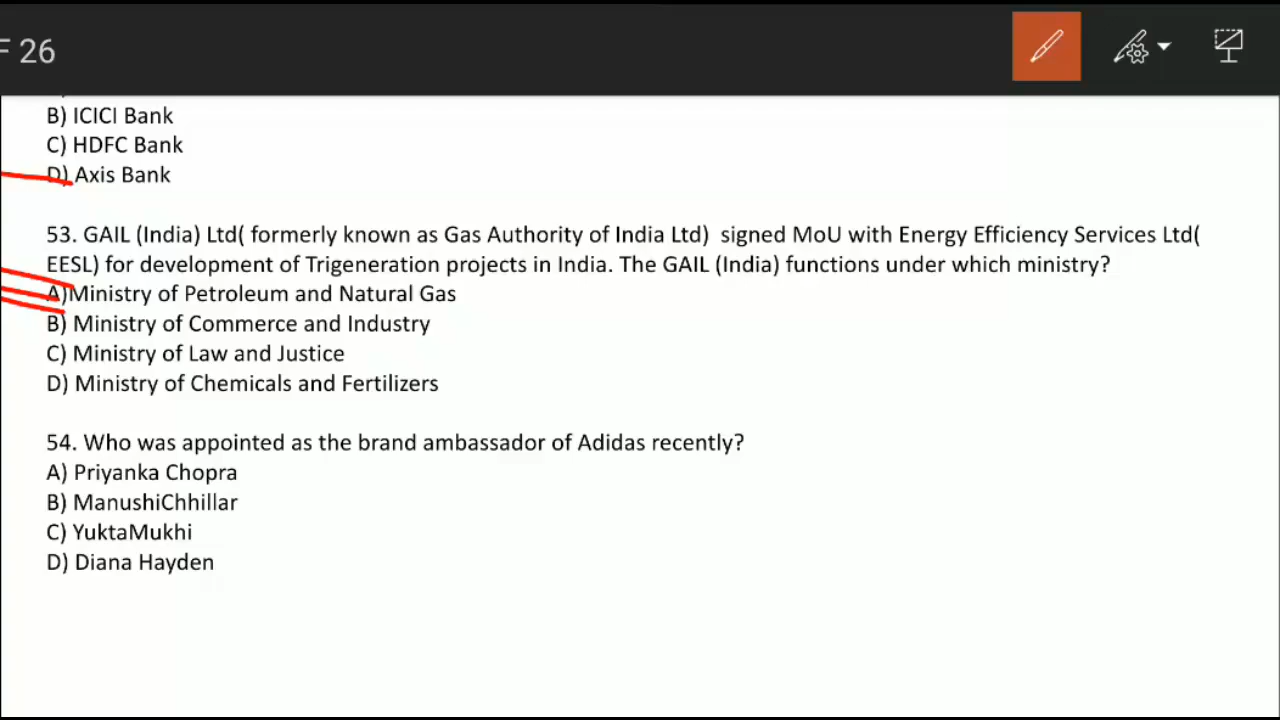 F 26
B) ICICI Bank
C) HDFC Bank
D) Axis Bank
53. GAIL (India) Ltd( formerly known as Gas Authority of India Ltd)  signed MoU with Energy Efficiency Services Ltd(
EESL) for development of Trigeneration projects in India. The GAIL (India) functions under which ministry?
A)Ministry of Petroleum and Natural Gas
B) Ministry of Commerce and Industry
C) Ministry of Law and Justice
D) Ministry of Chemicals and Fertilizers
54. Who was appointed as the brand ambassador of Adidas recently?
A) Priyanka Chopra
B) ManushiChhillar
C) YuktaMukhi
D) Diana Hayden